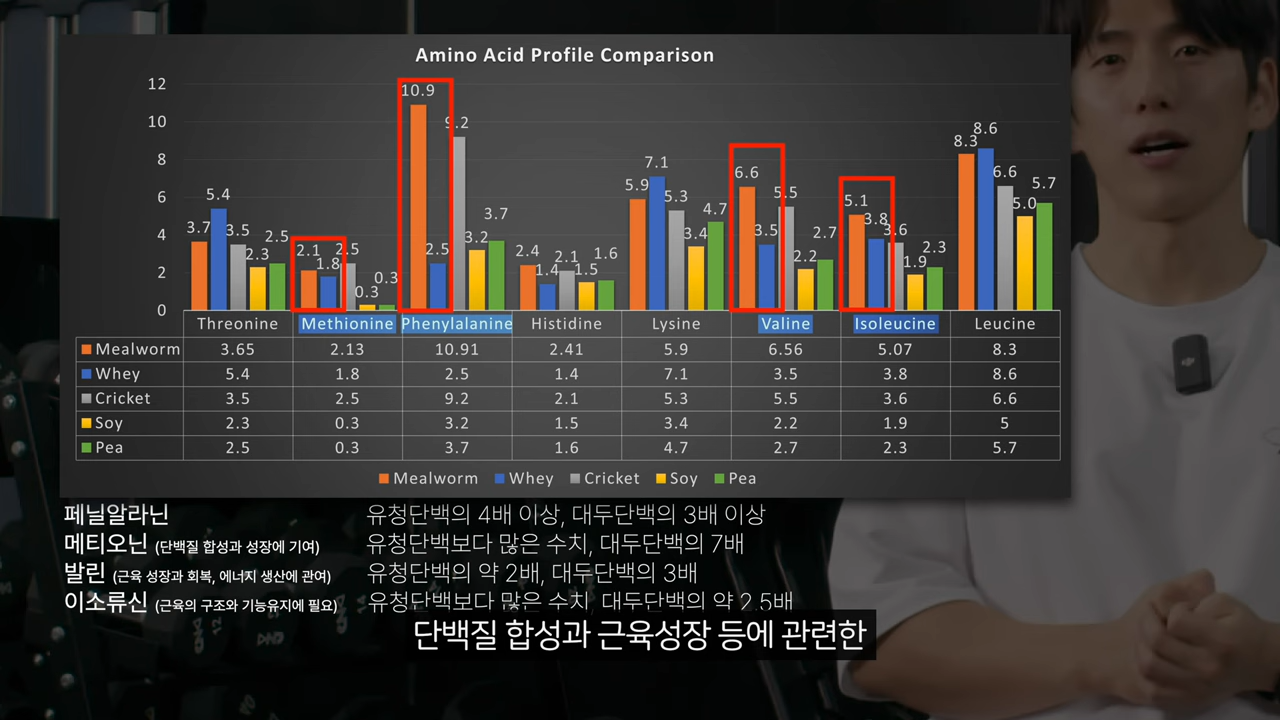 Amino Acid Profile Comparison
12
10
8
6
4
2
0
3.7 5.4 3.5 2.3 2.5
2.1 1.8 2.5 0.3 0.3
10.9 2.5 9.2 3.2 3.7
2.4 1.4 2.1 1.5 1.6
5.9 7.1 5.3 3.4 4.7
6.6 3.5 5.5 2.2 2.7
5.1 3.8 3.6 1.9 2.3
8.3 8.6 6.6 5.0 5.7
Threonine Methionine Phenylalanine Histidine Lysine Valine Isoleucine Leucine
Mealworm 3.65 2.13 10.91 2.41 5.9 6.56 5.07 8.3
Whey 5.4 1.8 2.5 1.4 7.1 3.5 3.8 8.6
Cricket 3.5 2.5 9.2 2.1 5.3 5.5 3.6 6.6
Soy 2.3 0.3 3.2 1.5 3.4 2.2 1.9 5
Pea 2.5 0.3 3.7 1.6 4.7 2.7 2.3 5.7
Mealworm Whey Cricket Soy Pea
페닐알라닌 유청단백의 4배 이상, 대두단백의 3배 이상
메티오닌 (단백질 합성과 성장에 기여) 유청단백보다 많은 수치, 대두단백의 7배
발린 (근육 성장과 회복, 에너지 생산에 관여) 유청단백의 약 2배, 대두단백의 3배
이소류신 (근육의 구조와 기능유지에 필요) 유청단백보다 많은 수치, 대두단백의 약 2.5배
단백질 합성과 근육성장 등에 관련한